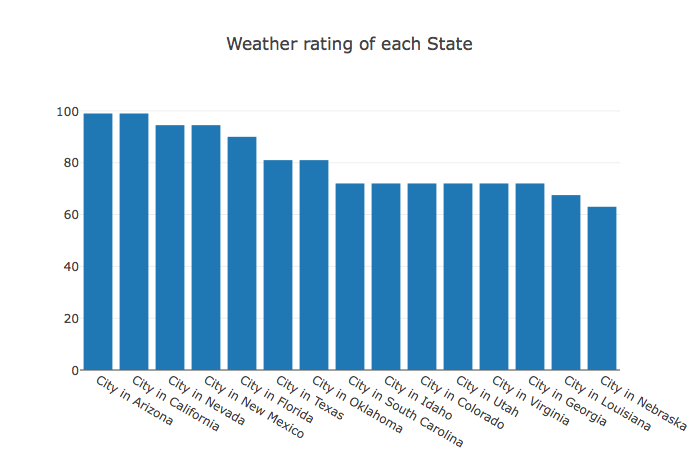 Weather rating of each State
100
80
60
40
20
0
City in Arizona
City in California
City in Nevada
City in New Mexico
City in Florida
City in Texas
City in Oklahoma
City in South Carolina
City in Idaho
City in Colorado
City in Utah
City in Virginia
City in Georgia
City in Louisiana
City in Nebraska